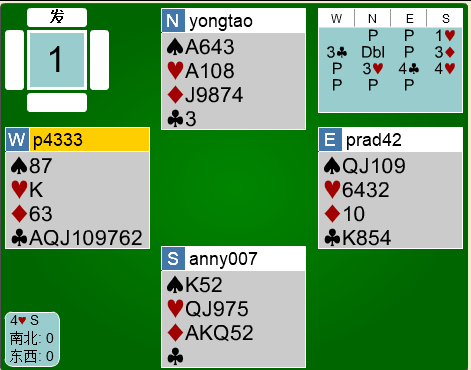 发
1
N yongtao
♠A643
♥A108
♦J9874
♣3
W N E S
P P 1♥
3♣ Dbl P 3♦
P 3♥ 4♣ 4♥
P P P
W p4333
♠87
♥K
♦63
♣AQJ109762
E prad42
♠QJ109
♥6432
♦10
♣K854
S anny007
♠K52
♥QJ975
♦AKQ52
♣
4♥ S
南北: 0
东西: 0